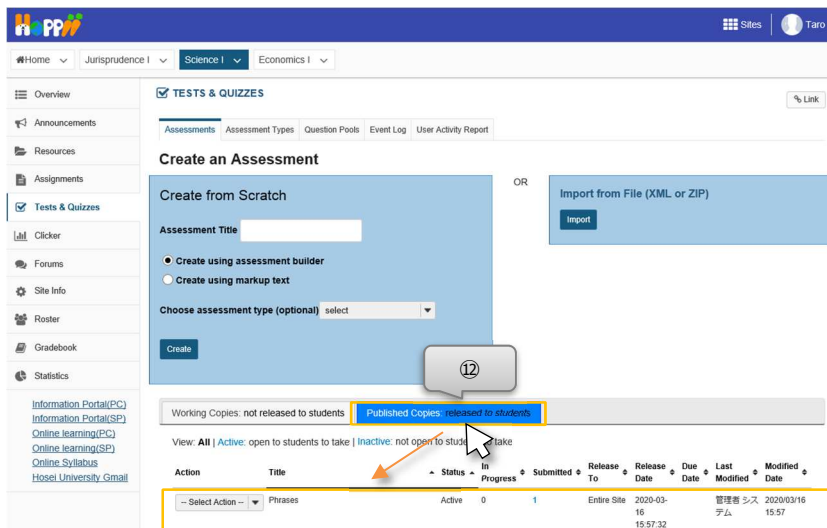 Hoppii
Sites
Taro
Home
Jurisprudence I
Science I
Economics I
Overview
Announcements
Resources
Assignments
Tests & Quizzes
Clicker
Forums
Site Info
Roster
Gradebook
Statistics
Information Portal(PC)
Information Portal(SP)
Online learning(PC)
Online learning(SP)
Online Syllabus
Hosei University Gmail
TESTS & QUIZZES
Link
Assessments Assessment Types Question Pools Event Log User Activity Report
Create an Assessment
Create from Scratch
Assessment Title
Create using assessment builder
Create using markup text
Choose assessment type (optional) select
Create
OR
Import from File (XML or ZIP)
Import
⑫
Working Copies: not released to students
Published Copies: released to students
View: All | Active: open to students to take | Inactive: not open to students to take
Action Title Status In Progress Submitted Release To Release Date Due Date Last Modified Modified Date
-- Select Action -- Phrases Active 0 1 Entire Site 2020-03-16 15:57:32 管理者 システム 2020/03/16 15:57